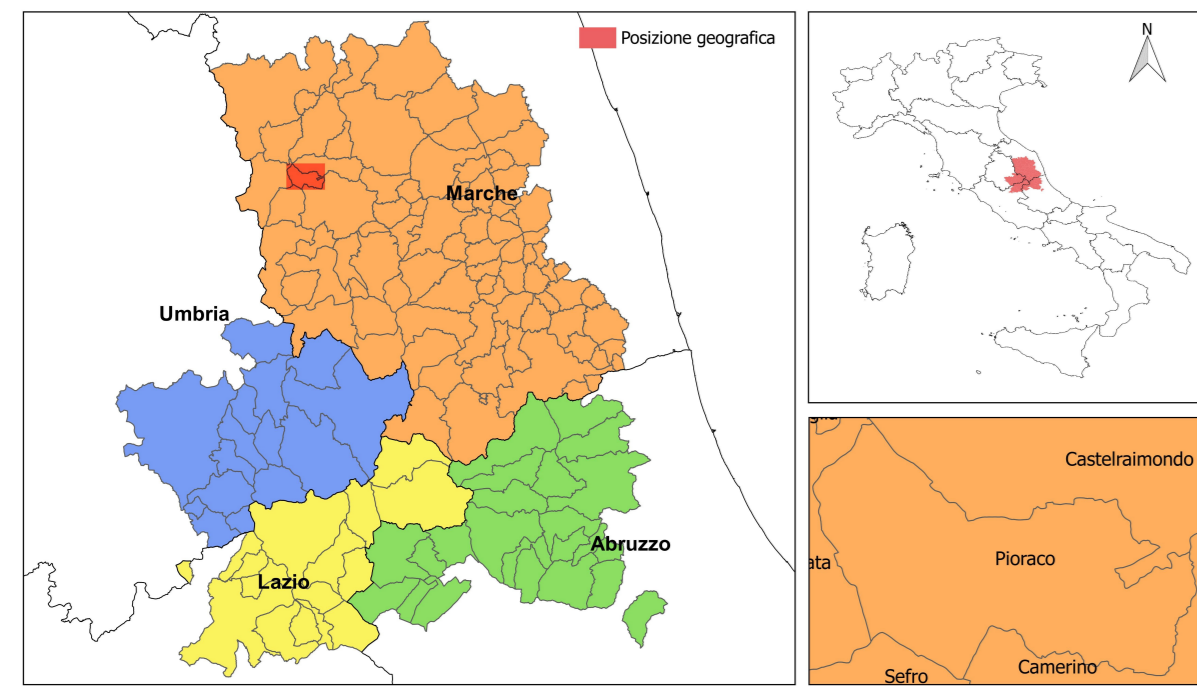 Posizione geografica
Marche
Umbria
Abruzzo
Lazio
N
Castelraimondo
Pioraco
ata
Camerino
Sefro